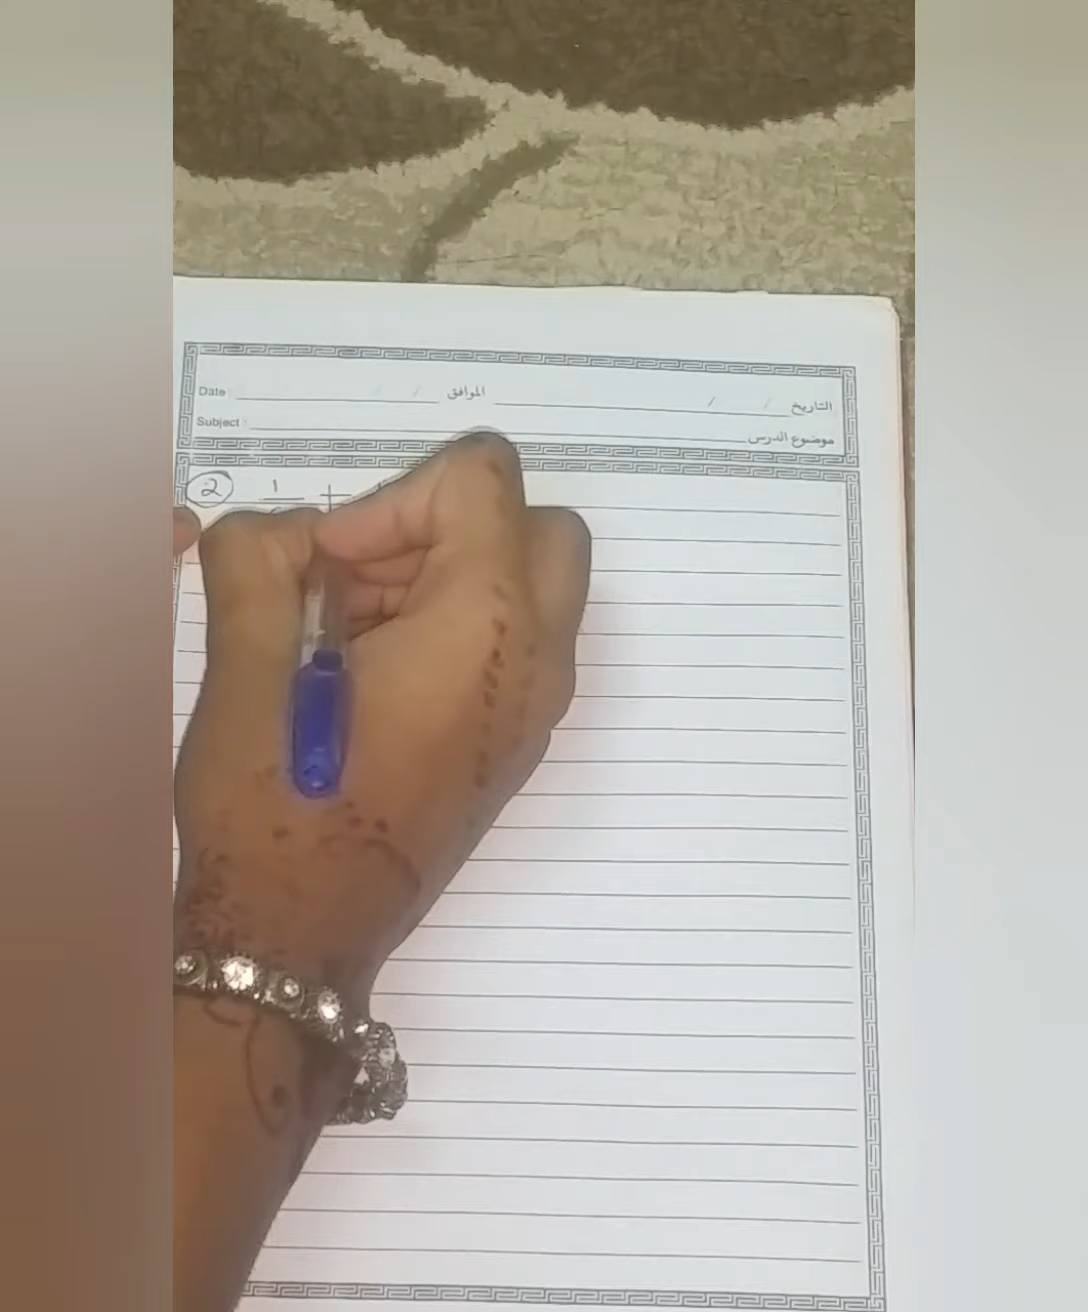 Date : / / الموافق / / التاريخ
Subject : موضوع الدرس
2 1 +